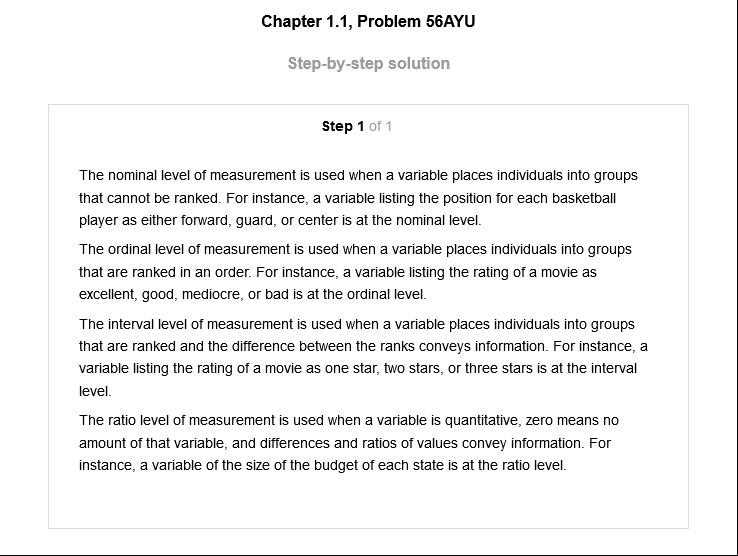 Chapter 1.1, Problem 56AYU
Step-by-step solution
Step 1 of 1
The nominal level of measurement is used when a variable places individuals into groups
that cannot be ranked. For instance, a variable listing the position for each basketball
player as either forward, guard, or center is at the nominal level.
The ordinal level of measurement is used when a variable places individuals into groups
that are ranked in an order. For instance, a variable listing the rating of a movie as
excellent, good, mediocre, or bad is at the ordinal level.
The interval level of measurement is used when a variable places individuals into groups
that are ranked and the difference between the ranks conveys information. For instance, a
variable listing the rating of a movie as one star, two stars, or three stars is at the interval
level.
The ratio level of measurement is used when a variable is quantitative, zero means no
amount of that variable, and differences and ratios of values convey information. For
instance, a variable of the size of the budget of each state is at the ratio level.